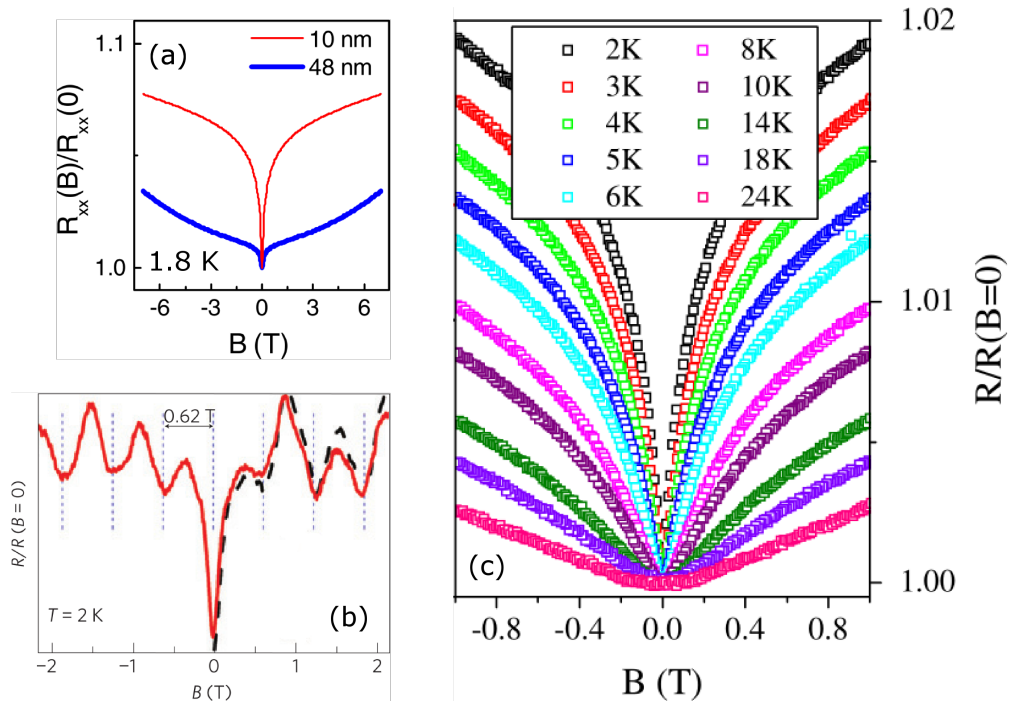 (a)
10 nm
48 nm
1.1
1.0
R_xx(B)/R_xx(0)
1.8 K
-6 -3 0 3 6
B (T)
0.62 T
R/R (B = 0)
T = 2 K
(b)
−2 −1 0 1 2
B (T)
2K 8K
3K 10K
4K 14K
5K 18K
6K 24K
1.02
1.01
1.00
R/R(B=0)
(c)
-0.8 -0.4 0.0 0.4 0.8
B (T)